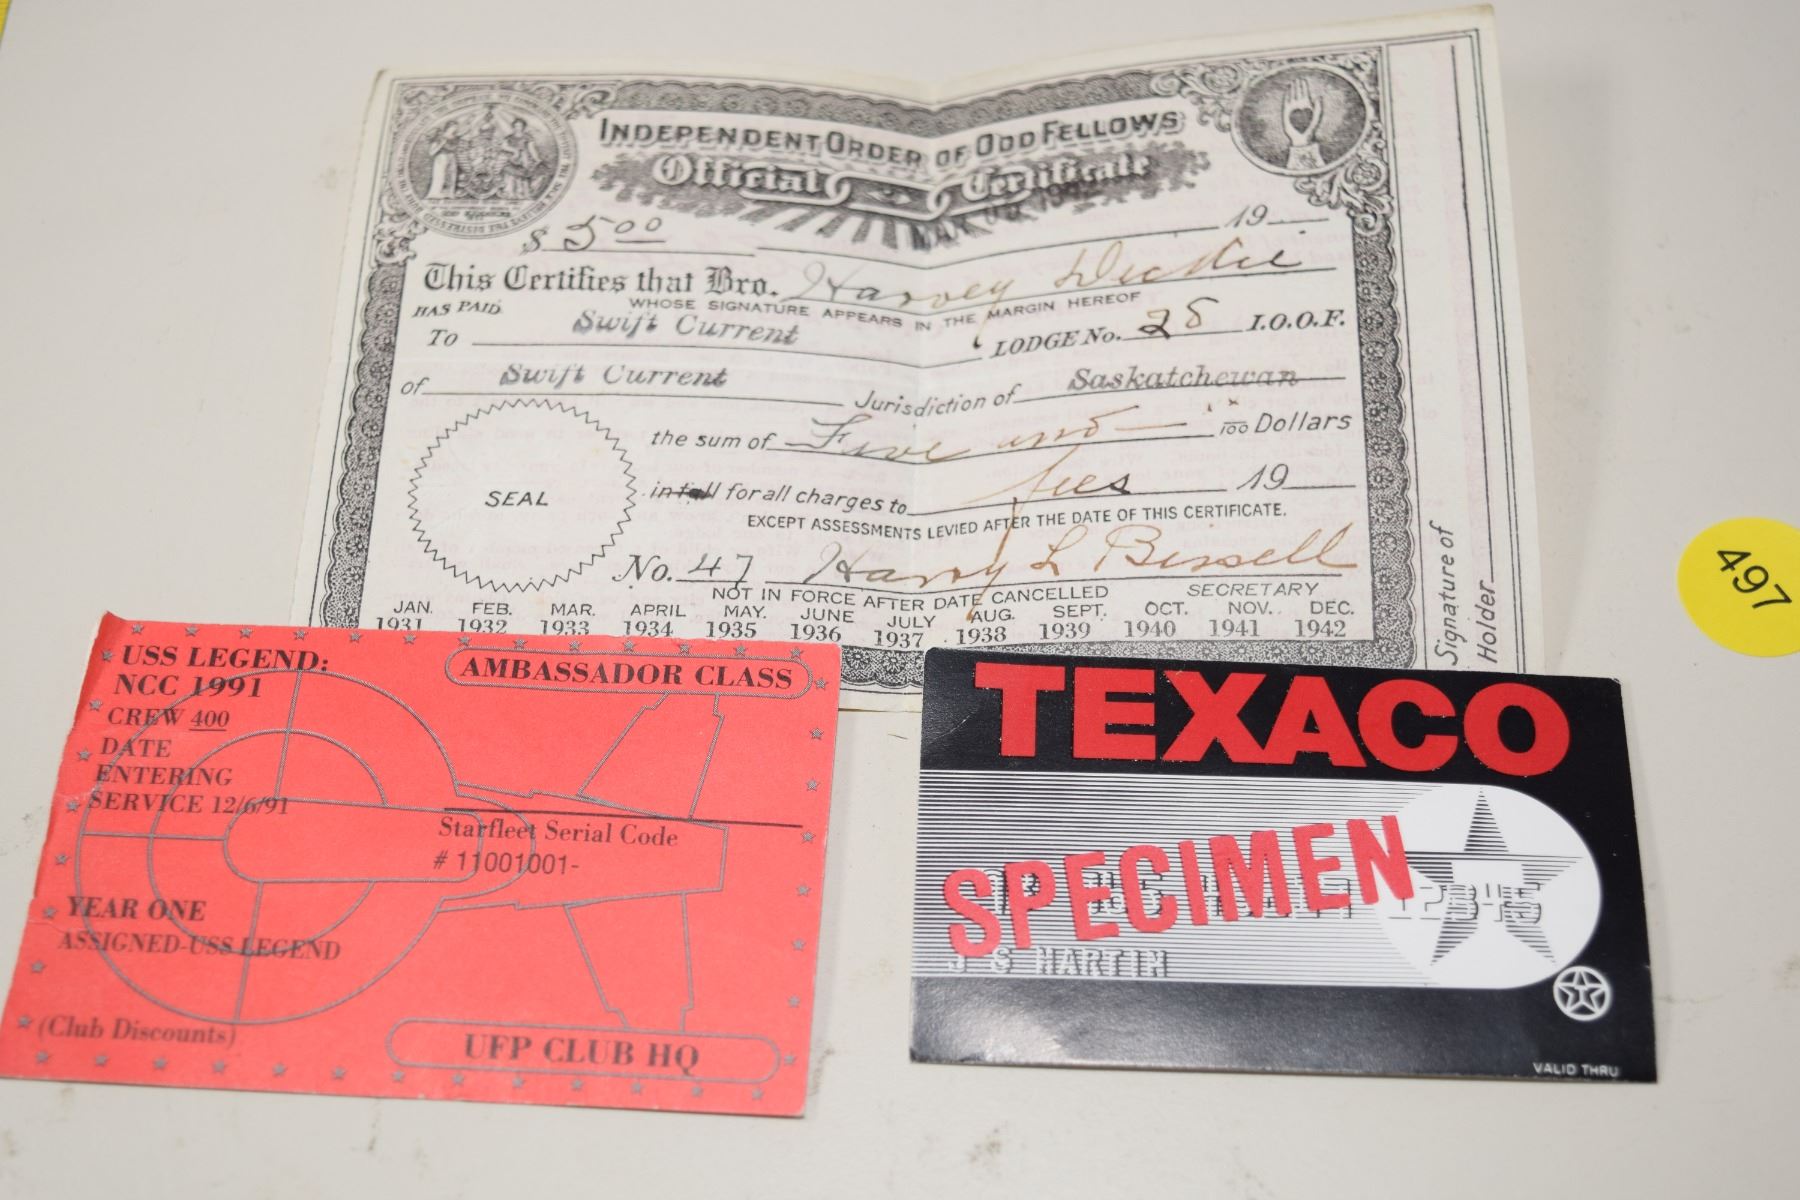 INDEPENDENT ORDER OF ODD FELLOWS
Official Certificate
$ 5.00
19
This Certifies that Bro. Harvey Dickie
HAS PAID
WHOSE SIGNATURE APPEARS IN THE MARGIN HEREOF
To Swift Current LODGE No. 28 I.O.O.F.
of Swift Current Jurisdiction of Saskatchewan
the sum of Five and 100 Dollars
in full for all charges to fees 19
EXCEPT ASSESSMENTS LEVIED AFTER THE DATE OF THIS CERTIFICATE.
SEAL
No. 47 Harry L Bissell
NOT IN FORCE AFTER DATE CANCELLED SECRETARY
JAN. FEB. MAR. APRIL MAY. JUNE JULY AUG. SEPT. OCT. NOV. DEC.
1931 1932 1933 1934 1935 1936 1937 1938 1939 1940 1941 1942
Signature of
Holder
497
USS LEGEND:
NCC 1991
CREW 400
DATE
ENTERING
SERVICE 12/6/91
AMBASSADOR CLASS
Starfleet Serial Code
# 11001001-
YEAR ONE
ASSIGNED-USS LEGEND
(Club Discounts)
UFP CLUB HQ
TEXACO
SPECIMEN
12345
J S MARTIN
VALID THRU